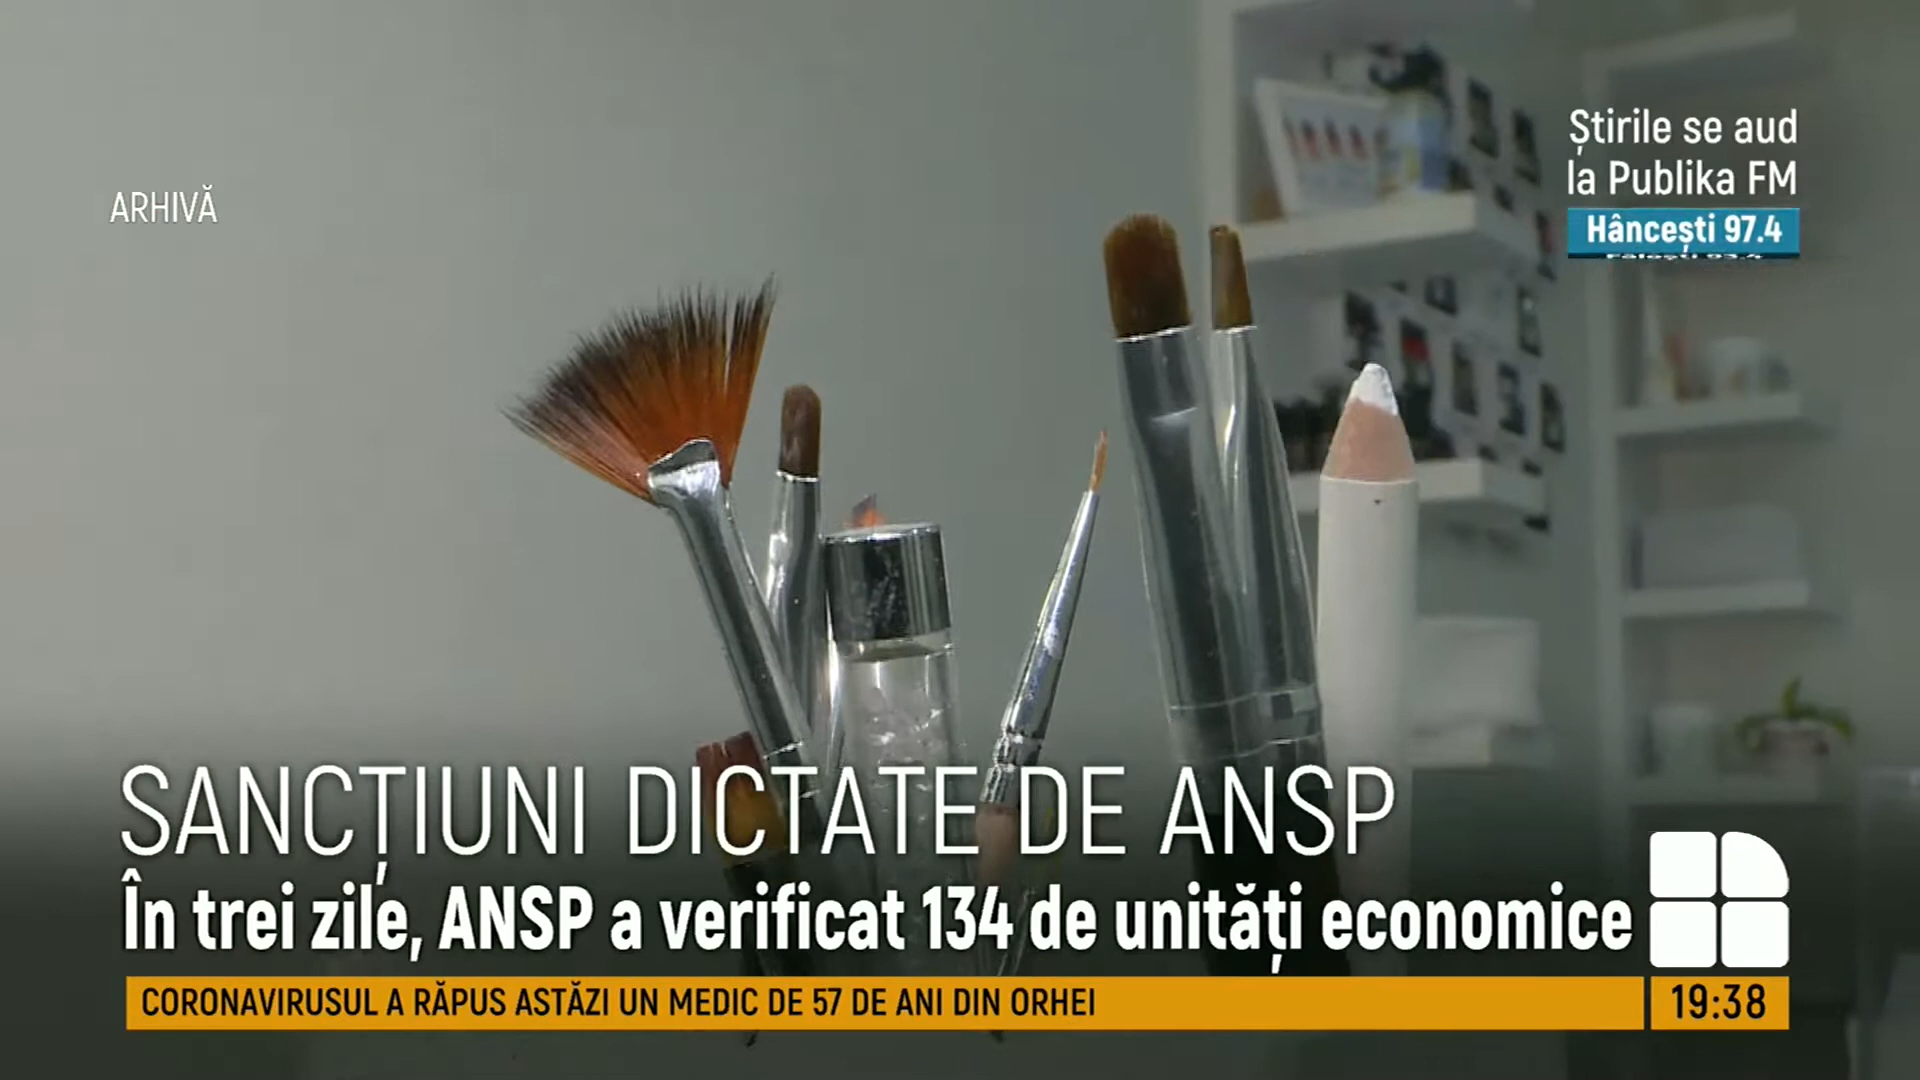 Știrile se aud
la Publika FM
ARHIVĂ
Hâncești 97.4
SANCȚIUNI DICTATE DE ANSP
În trei zile, ANSP a verificat 134 de unități economice
CORONAVIRUSUL A RĂPUS ASTĂZI UN MEDIC DE 57 DE ANI DIN ORHEI
19:38